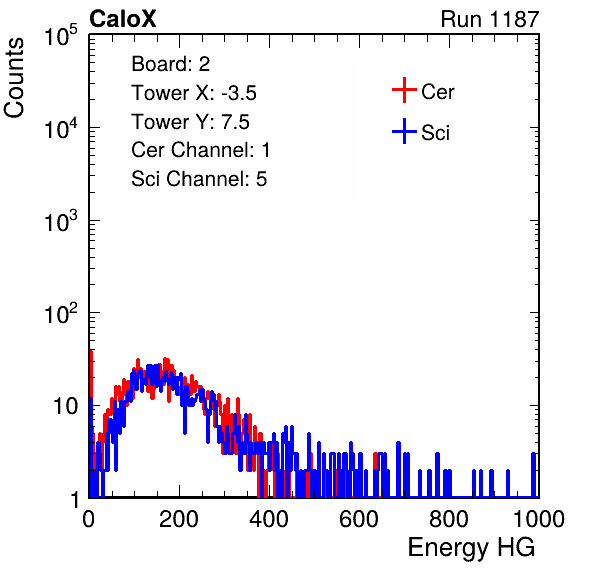 CaloX Run 1187
Counts
10^5
10^4
10^3
10^2
10
1
Board: 2
Tower X: -3.5
Tower Y: 7.5
Cer Channel: 1
Sci Channel: 5
Cer
Sci
0 200 400 600 800 1000
Energy HG